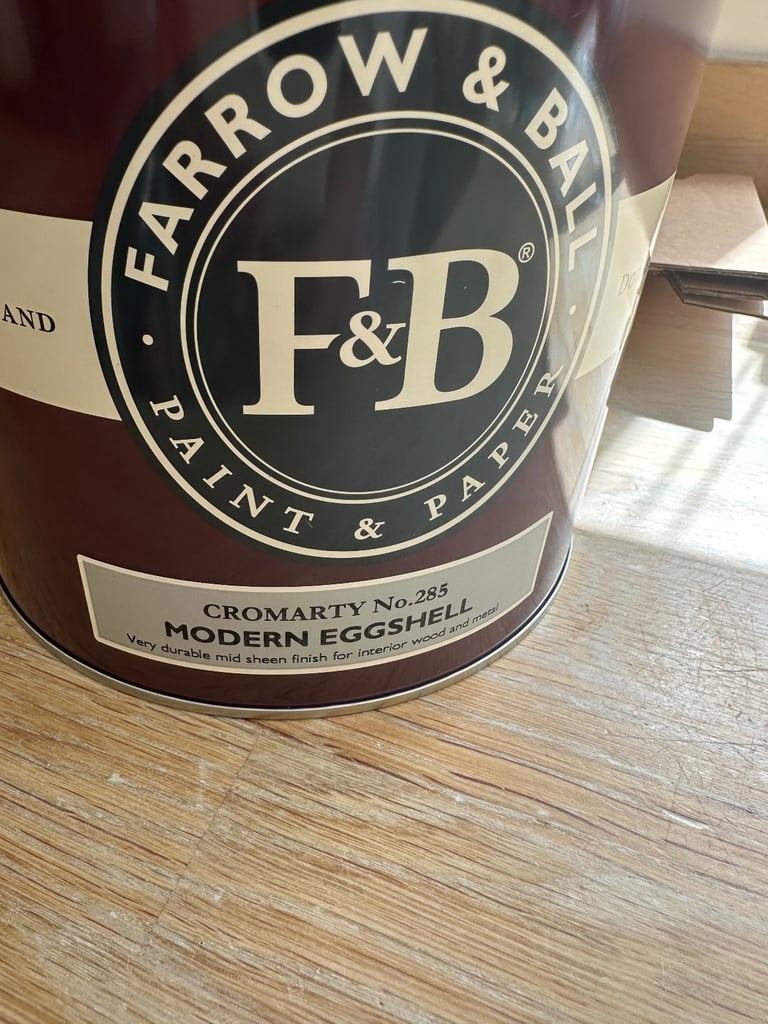 FARROW & BALL
F&B®
AND
PAINT & PAPER
CROMARTY No.285
MODERN EGGSHELL
Very durable mid sheen finish for interior wood and metal